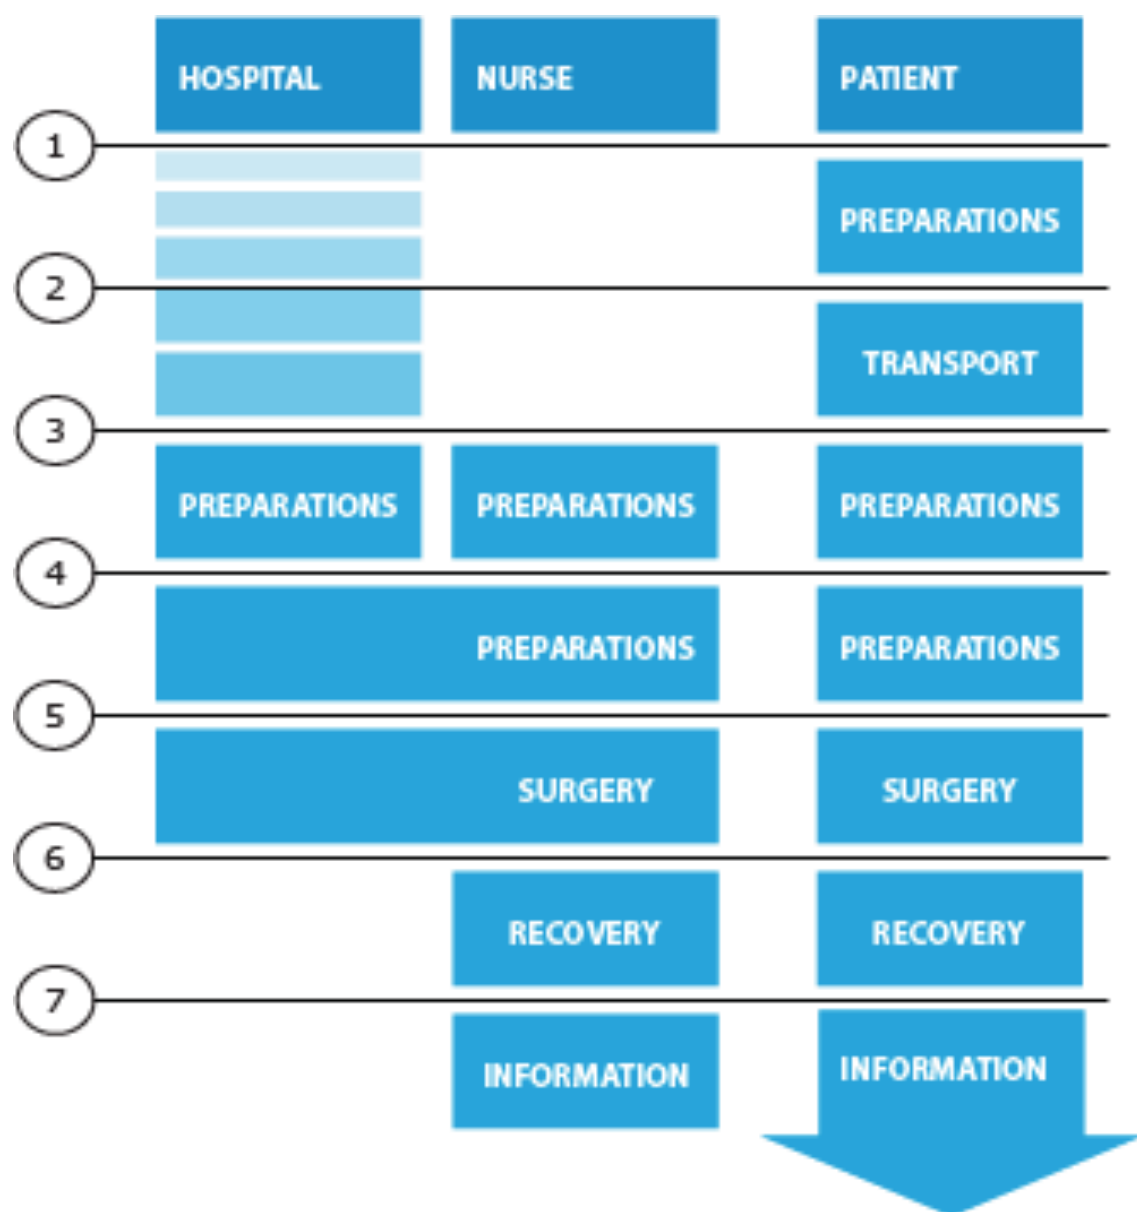 HOSPITAL NURSE PATIENT
1
PREPARATIONS
2
TRANSPORT
3
PREPARATIONS PREPARATIONS PREPARATIONS
4
PREPARATIONS PREPARATIONS
5
SURGERY SURGERY
6
RECOVERY RECOVERY
7
INFORMATION INFORMATION